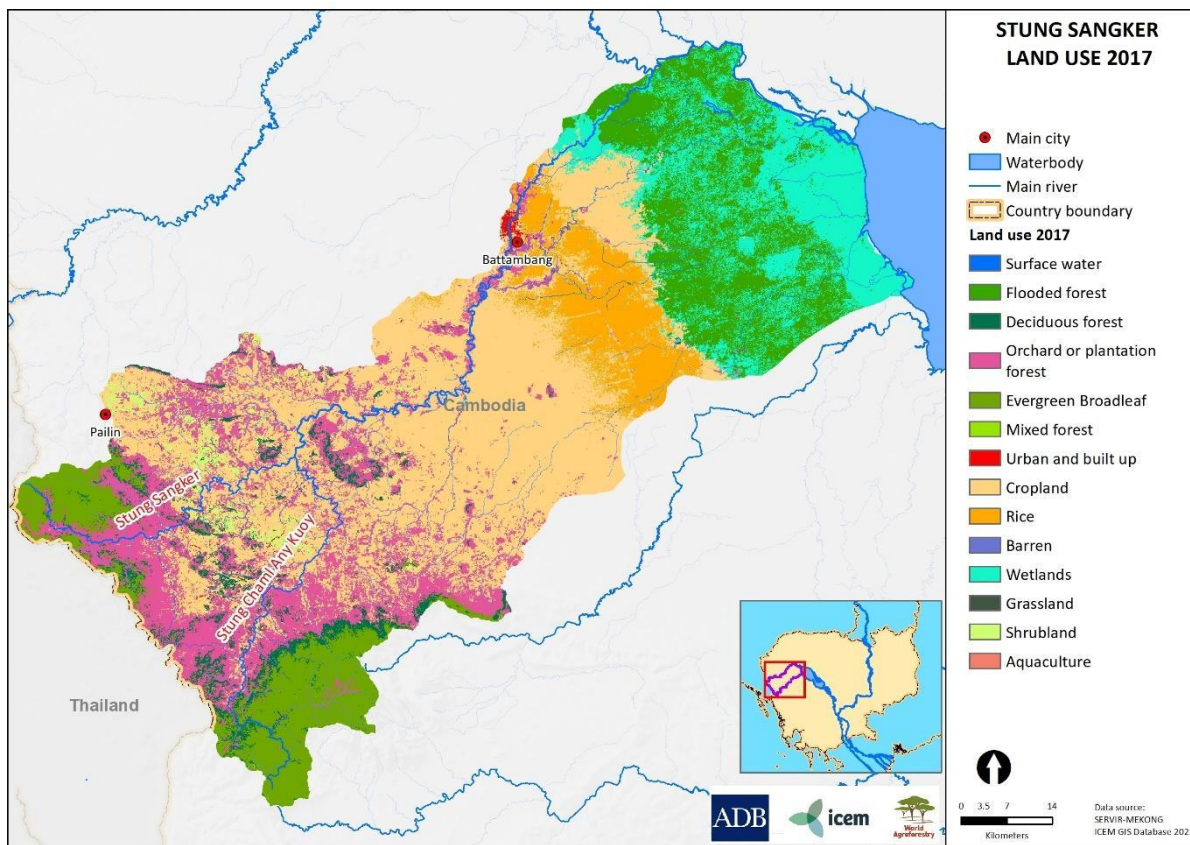 STUNG SANGKER
LAND USE 2017
Main city
Waterbody
Main river
Country boundary
Land use 2017
Surface water
Flooded forest
Deciduous forest
Orchard or plantation
forest
Evergreen Broadleaf
Mixed forest
Urban and built up
Cropland
Rice
Barren
Wetlands
Grassland
Shrubland
Aquaculture
Battambang
Cambodia
Pailin
Stung Sangker
Stung Chaml Any Kuoy
Thailand
ADB
icem
World
Agroforestry
0 3.5 7 14
Kilometers
Data source:
SERVIR-MEKONG
ICEM GIS Database 202